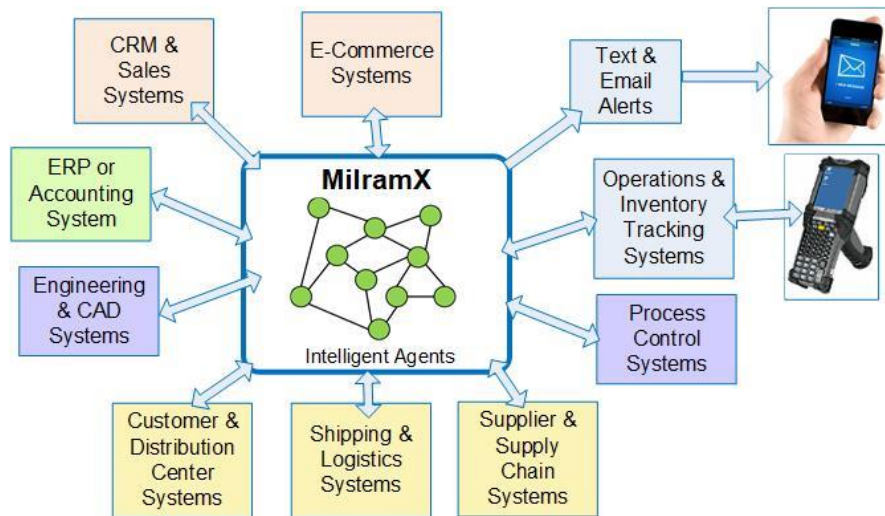 CRM &
Sales
Systems
E-Commerce
Systems
Text &
Email
Alerts
ERP or
Accounting
System
MilramX
Operations &
Inventory
Tracking
Systems
Engineering
& CAD
Systems
Intelligent Agents
Process
Control
Systems
Customer &
Distribution
Center
Systems
Shipping &
Logistics
Systems
Supplier &
Supply
Chain
Systems